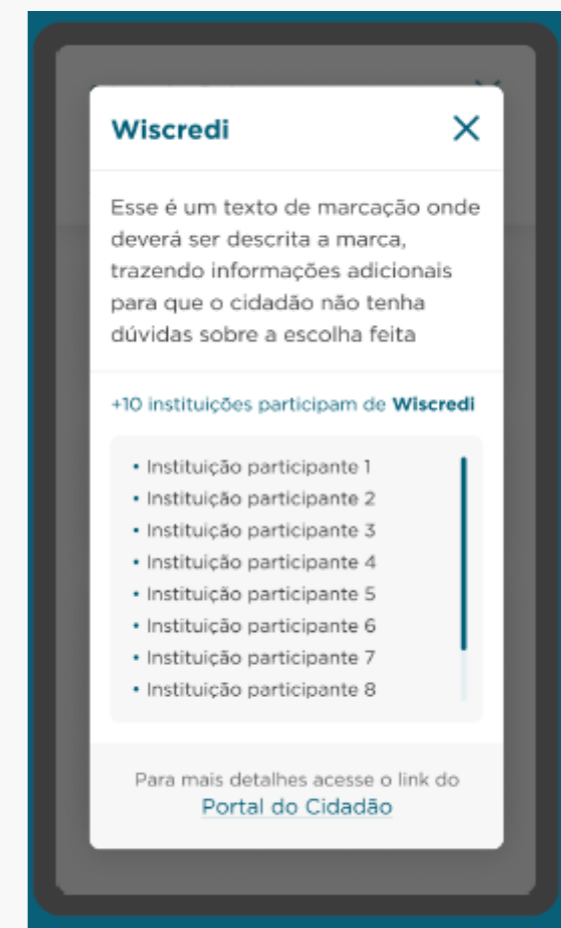 Wiscredi
Esse é um texto de marcação onde
deverá ser descrita a marca,
trazendo informações adicionais
para que o cidadão não tenha
dúvidas sobre a escolha feita
+10 instituições participam de Wiscredi
• Instituição participante 1
• Instituição participante 2
• Instituição participante 3
• Instituição participante 4
• Instituição participante 5
• Instituição participante 6
• Instituição participante 7
• Instituição participante 8
Para mais detalhes acesse o link do
Portal do Cidadão